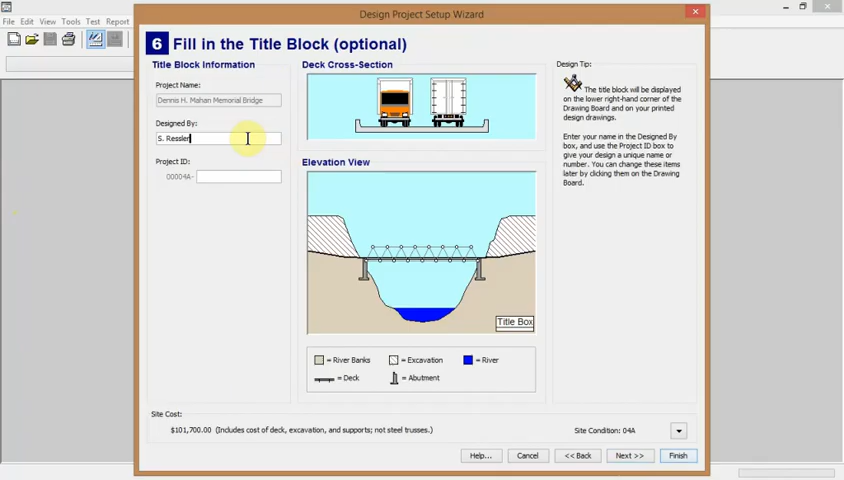 Design Project Setup Wizard
File Edit View Tools Report
6 Fill in the Title Block (optional)
Title Block Information
Project Name:
Dennis H. Mahan Memorial Bridge
Designed By:
S. Ressler
Project ID:
00004A-
Deck Cross-Section
Elevation View
Title Box
= River Banks
= Excavation
= River
= Deck
= Abutment
Design Tip:
The title block will be displayed
on the lower right-hand corner of
the Drawing Board and on your printed
design drawings.
Enter your name in the Designed By
box, and use the Project ID box to
give your design a unique name or
number. You can change these items
later by clicking them on the Drawing
Board.
Site Cost:
$101,700.00 (Includes cost of deck, excavation, and supports; not steel trusses.)
Site Condition: 04A
Help...
Cancel
<< Back
Next >>
Finish